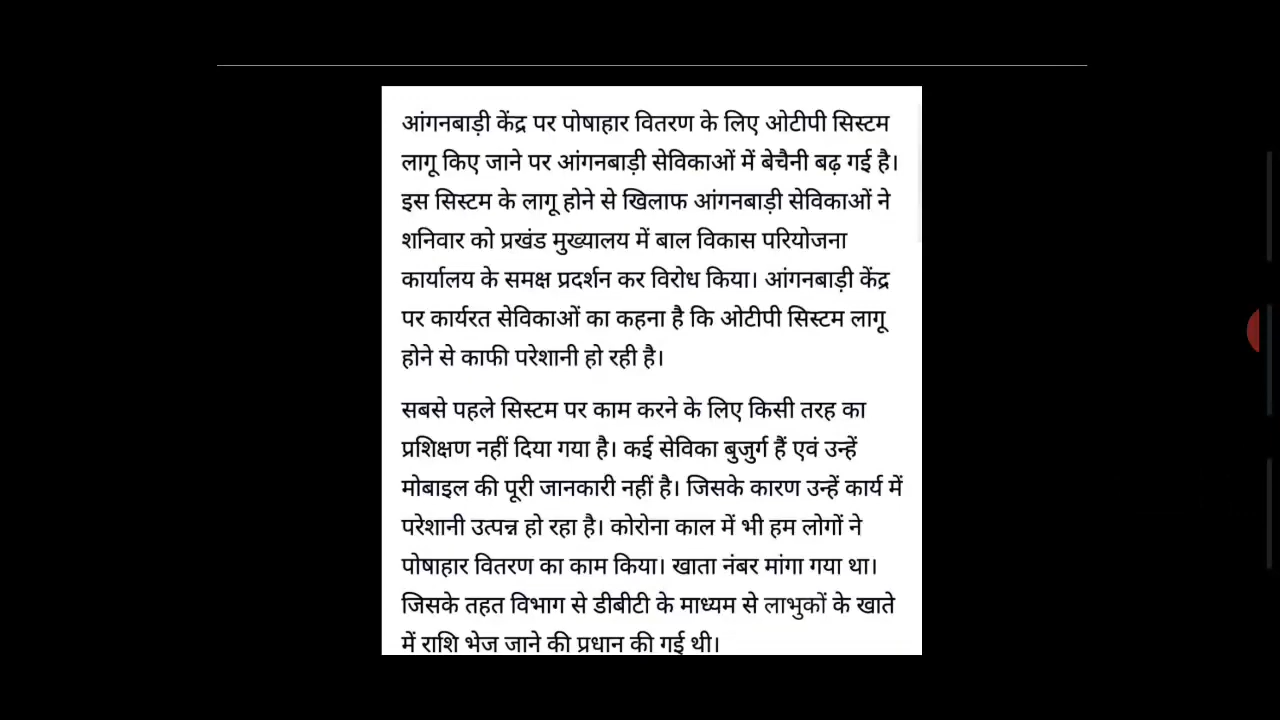 आंगनबाड़ी केंद्र पर पोषाहार वितरण के लिए ओटीपी सिस्टम
लागू किए जाने पर आंगनबाड़ी सेविकाओं में बेचैनी बढ़ गई है।
इस सिस्टम के लागू होने से खिलाफ आंगनबाड़ी सेविकाओं ने
शनिवार को प्रखंड मुख्यालय में बाल विकास परियोजना
कार्यालय के समक्ष प्रदर्शन कर विरोध किया। आंगनबाड़ी केंद्र
पर कार्यरत सेविकाओं का कहना है कि ओटीपी सिस्टम लागू
होने से काफी परेशानी हो रही है।
सबसे पहले सिस्टम पर काम करने के लिए किसी तरह का
प्रशिक्षण नहीं दिया गया है। कई सेविका बुजुर्ग हैं एवं उन्हें
मोबाइल की पूरी जानकारी नहीं है। जिसके कारण उन्हें कार्य में
परेशानी उत्पन्न हो रहा है। कोरोना काल में भी हम लोगों ने
पोषाहार वितरण का काम किया। खाता नंबर मांगा गया था।
जिसके तहत विभाग से डीबीटी के माध्यम से लाभुकों के खाते
में राशि भेज जाने की प्रधान की गई थी।